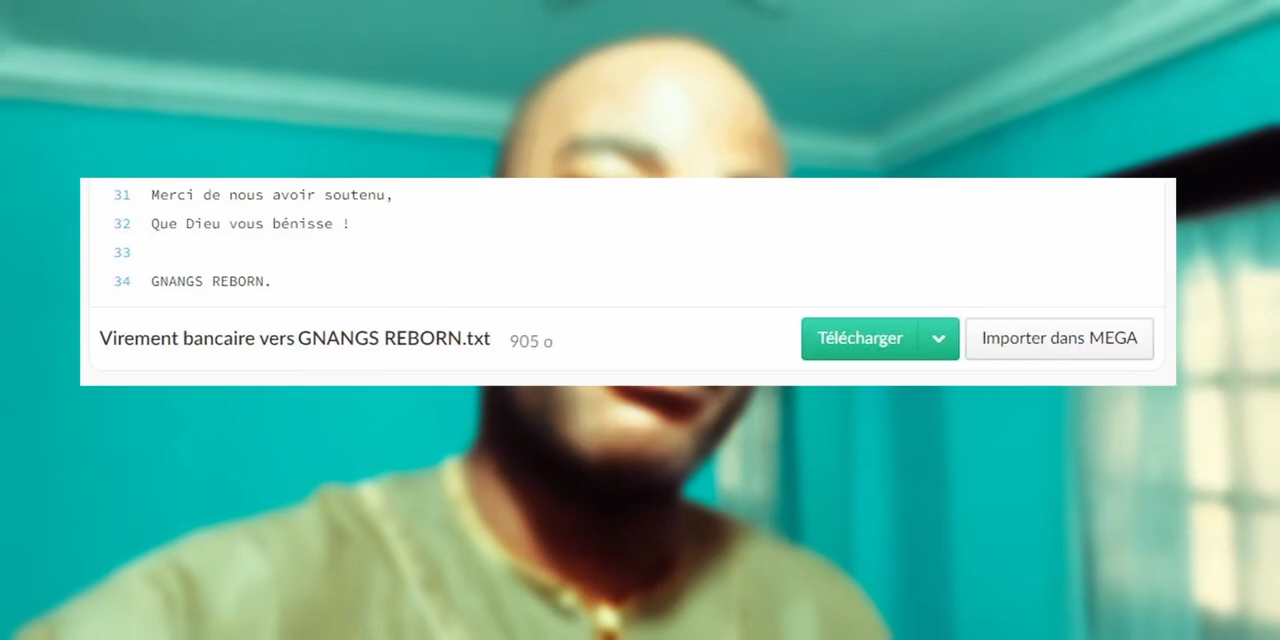 31 Merci de nous avoir soutenu,
32 Que Dieu vous bénisse !
33
34 GNANGS REBORN.
Virement bancaire vers GNANGS REBORN.txt 905 o Télécharger Importer dans MEGA